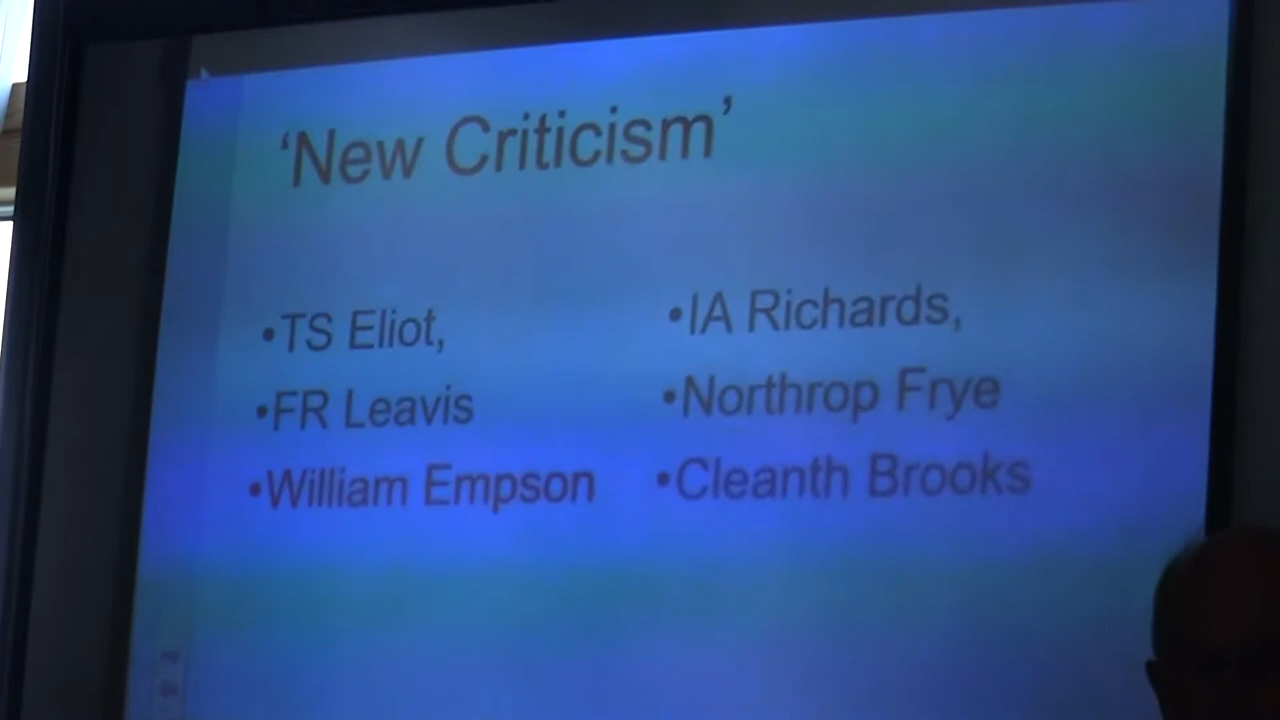 ‘New Criticism’
•TS Eliot,
•FR Leavis
•William Empson
•IA Richards,
•Northrop Frye
•Cleanth Brooks